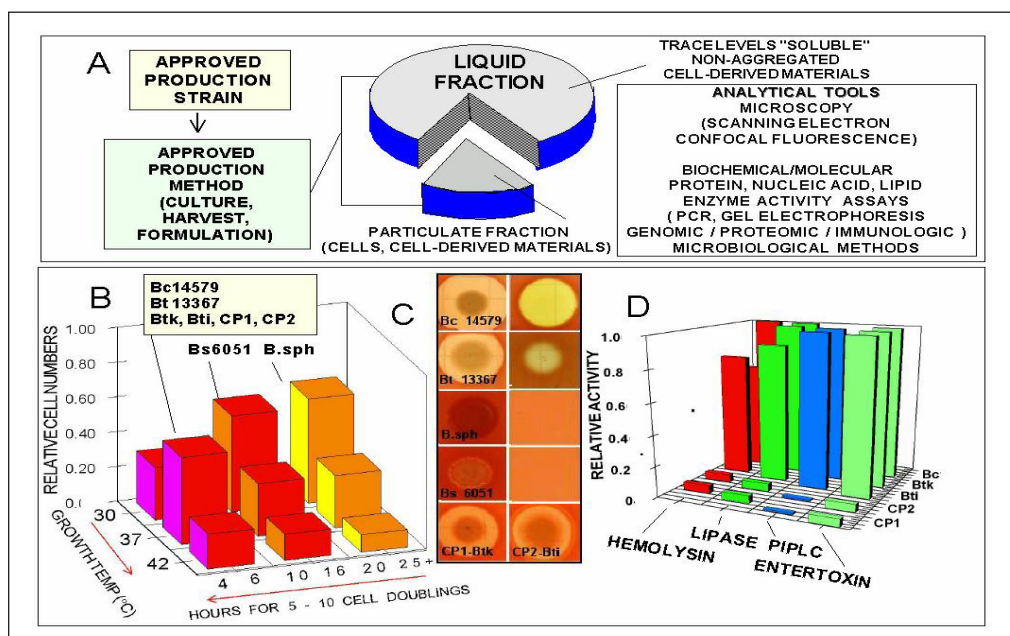 A
APPROVED
PRODUCTION
STRAIN
APPROVED
PRODUCTION
METHOD
(CULTURE,
HARVEST,
FORMULATION)
LIQUID
FRACTION
PARTICULATE FRACTION
(CELLS, CELL-DERIVED MATERIALS)
TRACE LEVELS "SOLUBLE"
NON-AGGREGATED
CELL-DERIVED MATERIALS
ANALYTICAL TOOLS
MICROSCOPY
(SCANNING ELECTRON
CONFOCAL FLUORESCENCE)
BIOCHEMICAL/MOLECULAR
PROTEIN, NUCLEIC ACID, LIPID
ENZYME ACTIVITY ASSAYS
( PCR, GEL ELECTROPHORESIS
GENOMIC / PROTEOMIC / IMMUNOLOGIC )
MICROBIOLOGICAL METHODS
B
Bc14579
Bt 13367
Btk, Bti, CP1, CP2
Bs6051 B.sph
RELATIVE CELL NUMBERS
1.00
0.80
0.60
0.40
0.20
0.(
30
37
42
GROWTH TEMP (°C)
4 6 10 16 20 25+
HOURS FOR 5 - 10 CELL DOUBLINGS
C
Bc 14579
Bt 13367
B.sph
Bs 6051
CP1-Btk
CP2-Bti
D
RELATIVE ACTIVITY
1.0
0.8
0.6
0.4
0.2
0.
HEMOLYSIN
LIPASE
PIPLC
ENTERTOXIN
Bc
Btk
Bti
CP2
CP1